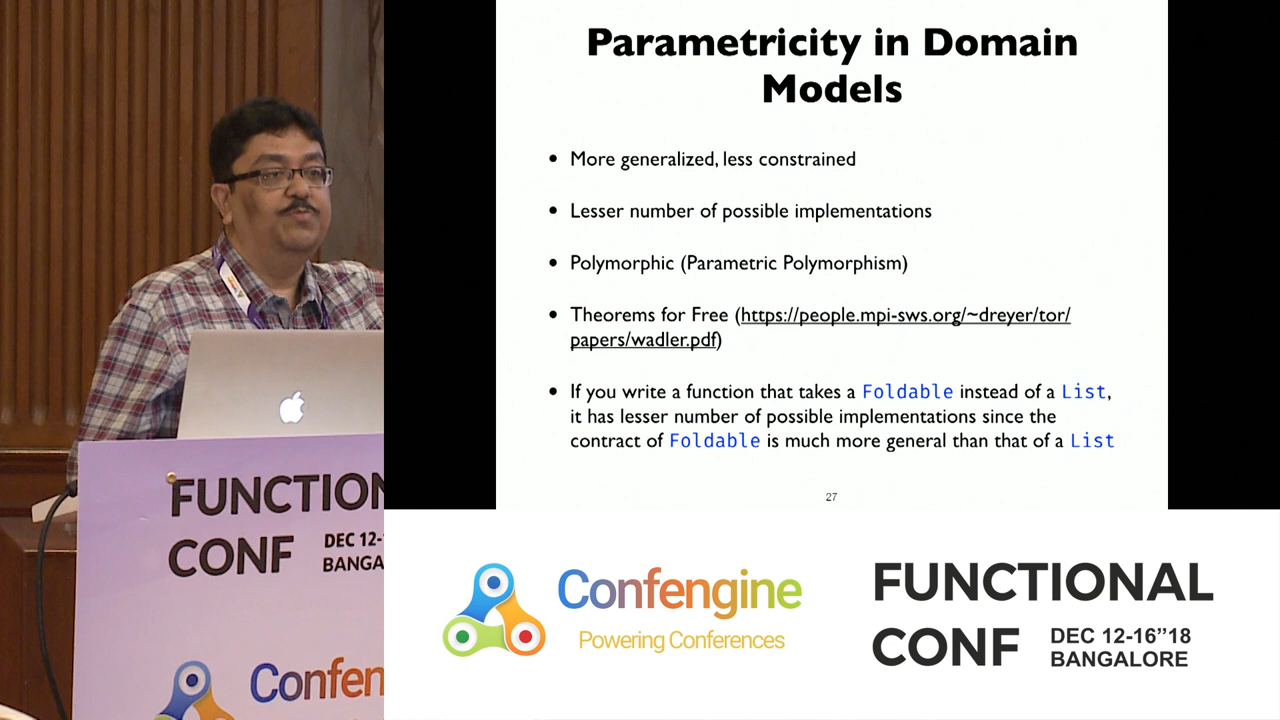 Parametricity in Domain
Models
• More generalized, less constrained
• Lesser number of possible implementations
• Polymorphic (Parametric Polymorphism)
• Theorems for Free (https://people.mpi-sws.org/~dreyer/tor/
papers/wadler.pdf)
• If you write a function that takes a Foldable instead of a List,
it has lesser number of possible implementations since the
contract of Foldable is much more general than that of a List
27
FUNCTION
CONF DEC 12-1
BANGA
Confen
Confengine
Powering Conferences
FUNCTIONAL
CONF DEC 12-16"18
BANGALORE